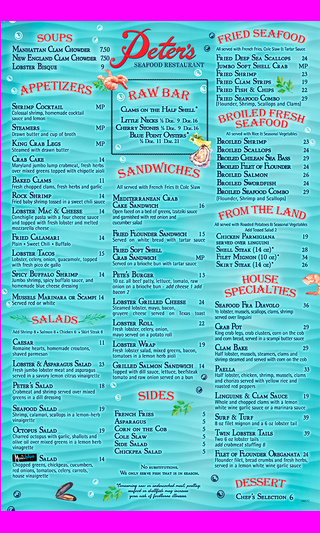 SOUPS
MANHATTAN CLAM CHOWDER 7.50
NEW ENGLAND CLAM CHOWDER 7.50
LOBSTER BISQUE 9
APPETIZERS
SHRIMP COCKTAIL MP
Colossal shrimp, homemade cocktail
sauce and lemon
STEAMERS MP
Drawn butter and cup of broth
KING CRAB LEGS MP
Steamed with drawn butter
CRAB CAKE 14
Maryland jumbo lump crabmeat, fresh herbs
over mixed greens topped with chipotle aioli
BAKED CLAMS 11
Fresh chopped clams, fresh herbs and garlic
ROCK SHRIMP 14
Fried baby shrimp tossed in a sweet chili sauce
LOBSTER MAC & CHEESE 14
Conchiglie pasta with a four cheese sauce
and topped with fresh lobster and melted
mozzarella cheese
FRIED CALAMARI 14
Plain • Sweet Chili • Buffalo
LOBSTER TACOS 15
Lobster, celery, onion, guacamole, topped
with fresh pico de gallo
SPICY BUFFALO SHRIMP 14
Jumbo shrimp, spicy buffalo sauce, and
homemade blue cheese dressing
MUSSELS MARINARA OR SCAMPI 14
Served red or white
SALADS
Add Shrimp 8 • Salmon 8 • Chicken 6 • Skirt Steak 8
CAESAR 8
Romaine hearts, homemade croutons,
shaved parmesan
LOBSTER & ASPARAGUS SALAD 23
Fresh jumbo lobster meat and asparagus
served in a savory lemon citrus vinaigrette
PETER'S SALAD 18
Crabmeat and shrimp served over mixed
greens in a dill dressing
SEAFOOD SALAD 19
Shrimp, calamari, scallops in a lemon-herb
vinaigrette
OCTOPUS SALAD 19
Charred octopus with garlic, shallots and
olive oil over mixed greens in a lemon herb
vinaigrette
SALAD 14
Chopped greens, chickpeas, cucumbers,
red onions, tomatoes, celery, carrots,
house vinaigrette
Peter's
SEAFOOD RESTAURANT
RAW BAR
CLAMS ON THE HALF SHELL
LITTLE NECKS ½ Doz. 9 Doz. 16
CHERRY STONES ½ Doz. 9 Doz. 16
BLUE POINT OYSTERS
½ Doz. 11 Doz. 21
SANDWICHES
All served with French Fries & Cole Slaw
MEDITERRANEAN CRAB
CAKE SANDWICH 16
Open faced on a bed of greens, tartar sauce
and garnished with red onion and
cucumber salad
FRIED FLOUNDER SANDWICH 15
Served on white bread with tartar sauce
FRIED SOFT SHELL
CRAB SANDWICH MP
Served on a brioche bun with tartar sauce
PETE'S BURGER 13
10 oz. all beef patty, lettuce, tomato, raw
onion on a brioche bun - add cheese 1 add
bacon 2
LOBSTER GRILLED CHEESE 24
Steamed lobster, mayo, bacon,
gruyere cheese served on Texas toast
LOBSTER ROLL 22
Fresh lobster, celery, onion,
mayo served on a potato roll
LOBSTER WRAP 19
Fresh lobster salad, mixed greens, bacon,
tomatoes in a lemon herb aioli
GRILLED SALMON SANDWICH 14
Topped with dill sauce, lettuce, beefsteak
tomato and raw onion served on a bun
SIDES
FRENCH FRIES 5
ASPARAGUS 5
CORN ON THE COB 5
COLE SLAW 5
SIDE SALAD 5
CHICKPEA SALAD 5
NO SUBSTITUTIONS.
WE ONLY SERVE FISH THAT IS IN SEASON.
Consuming raw or undercooked meat, poultry
seafood or shellfish may increase
your risk of foodborne illnesses
FRIED SEAFOOD
All served with French Fries, Cole Slaw & Tartar Sauce
FRIED DEEP SEA SCALLOPS 24
JUMBO SOFT SHELL CRAB MP
FRIED SHRIMP 23
FRIED CLAM STRIPS 19
FRIED FISH & CHIPS 22
FRIED SEAFOOD COMBO 29
(Flounder, Shrimp, Scallops and Clams)
BROILED FRESH
SEAFOOD
All served with Rice & Seasonal Vegetables
BROILED SHRIMP 23
BROILED SCALLOPS 24
BROILED CHILEAN SEA BASS 29
BROILED FILET OF FLOUNDER 24
BROILED SALMON 26
BROILED SWORDFISH 24
BROILED SEAFOOD COMBO 29
(Flounder, Shrimp and Scallops)
FROM THE LAND
All served with Roasted Potatoes & Seasonal Vegetables
Add Tossed Salad 2
CHICKEN PARMIGIANA 19
SERVED OVER LINGUINI
SHELL STEAK (14 oz) 28
FILET MIGNON (10 oz) 34
SKIRT STEAK (14 oz) 26
HOUSE
SPECIALTIES
SEAFOOD FRA DIAVOLO 36
½ lobster, mussels, scallops, clams, shrimp
served over linguini
CRAB POT 29
King crab legs, crab clusters, corn on the cob
and corn bread, served in a scampi butter sauce
CLAM BAKE 33
Half lobster, mussels, steamers, clams and
shrimp steamed and served with corn on the cob
PAELLA 33
Half lobster, chicken, shrimp, mussels, clams
and chorizo served with yellow rice and
roasted red peppers
LINGUINE & CLAM SAUCE 19
Whole and chopped clams with a lemon
white wine garlic sauce or a marinara sauce
SURF & TURF 39
8 oz filet mignon and a 6 oz lobster tail
TWIN LOBSTER TAILS 35
Two 6 oz lobster tails
add crabmeat stuffing 8
FILET OF FLOUNDER OREGANATA 24
Flounder filet, bread crumbs and fresh herbs,
served in a lemon white wine garlic sauce
DESSERT
CHEF'S SELECTION 6